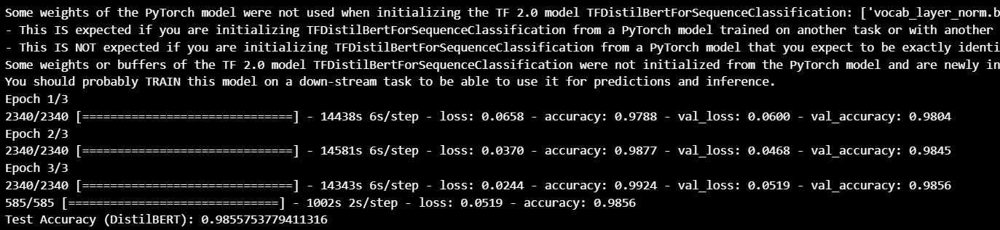 Some weights of the PyTorch model were not used when initializing the TF 2.0 model TFDistilBertForSequenceClassification: ['vocab_layer_norm.b
- This IS expected if you are initializing TFDistilBertForSequenceClassification from a PyTorch model trained on another task or with another
- This IS NOT expected if you are initializing TFDistilBertForSequenceClassification from a PyTorch model that you expect to be exactly identi
Some weights or buffers of the TF 2.0 model TFDistilBertForSequenceClassification were not initialized from the PyTorch model and are newly in
You should probably TRAIN this model on a down-stream task to be able to use it for predictions and inference.
Epoch 1/3
2340/2340 [==============================] - 14438s 6s/step - loss: 0.0658 - accuracy: 0.9788 - val_loss: 0.0600 - val_accuracy: 0.9804
Epoch 2/3
2340/2340 [==============================] - 14581s 6s/step - loss: 0.0370 - accuracy: 0.9877 - val_loss: 0.0468 - val_accuracy: 0.9845
Epoch 3/3
2340/2340 [==============================] - 14343s 6s/step - loss: 0.0244 - accuracy: 0.9924 - val_loss: 0.0519 - val_accuracy: 0.9856
585/585 [==============================] - 1002s 2s/step - loss: 0.0519 - accuracy: 0.9856
Test Accuracy (DistilBERT): 0.9855753779411316